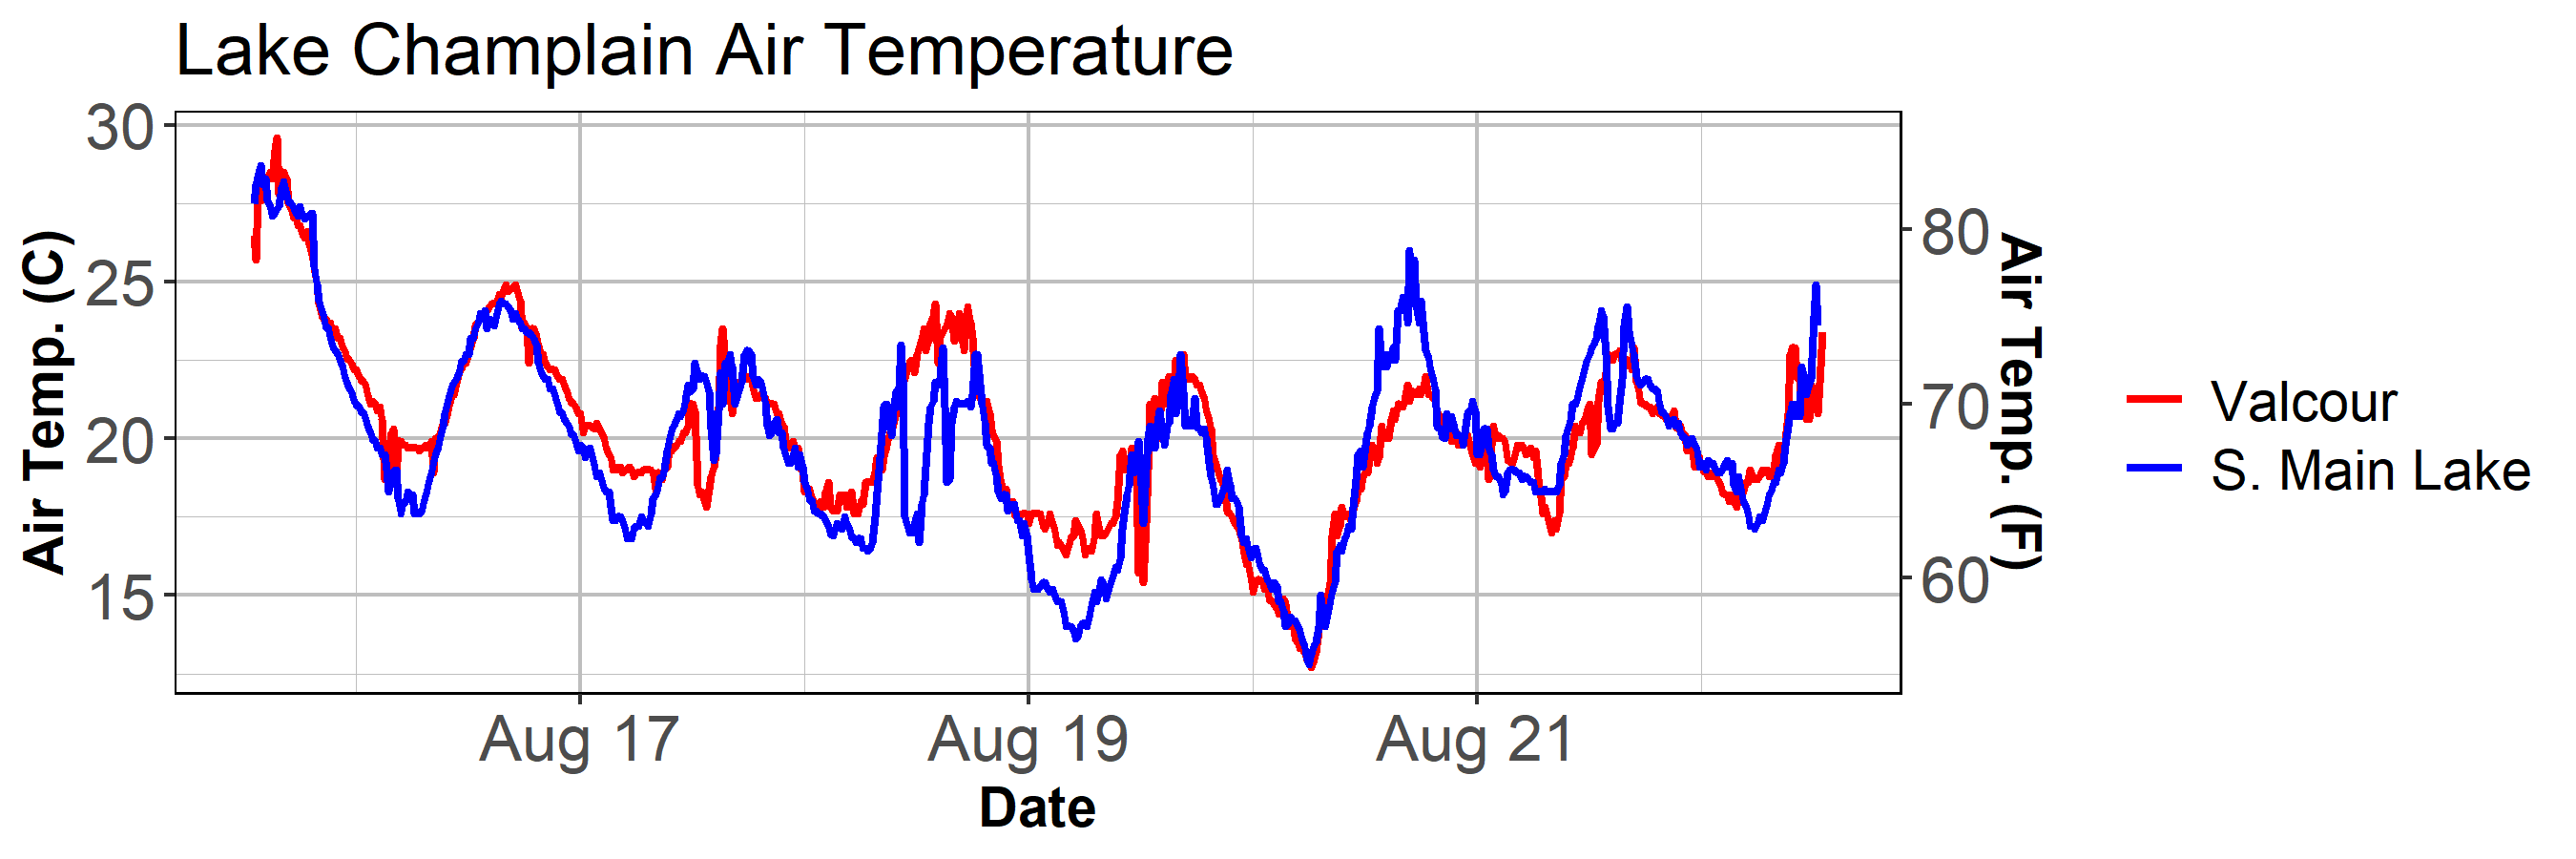 Lake Champlain Air Temperature
30
25
20
15
Air Temp. (C)
80
70
60
Air Temp. (F)
Aug 17
Aug 19
Aug 21
Date
Valcour
S. Main Lake